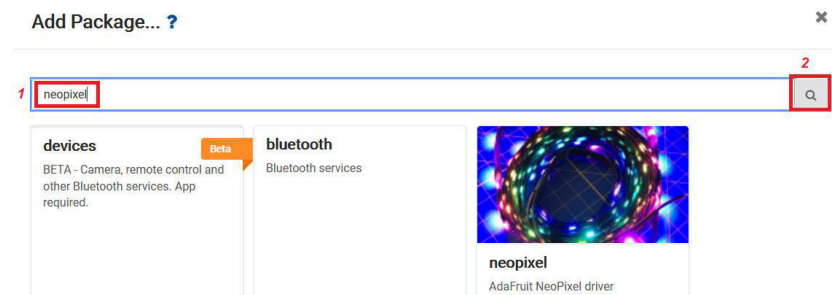 Add Package... ?
2
1
neopixel
devices
Beta
BETA - Camera, remote control and
other Bluetooth services. App
required.
bluetooth
Bluetooth services
neopixel
AdaFruit NeoPixel driver